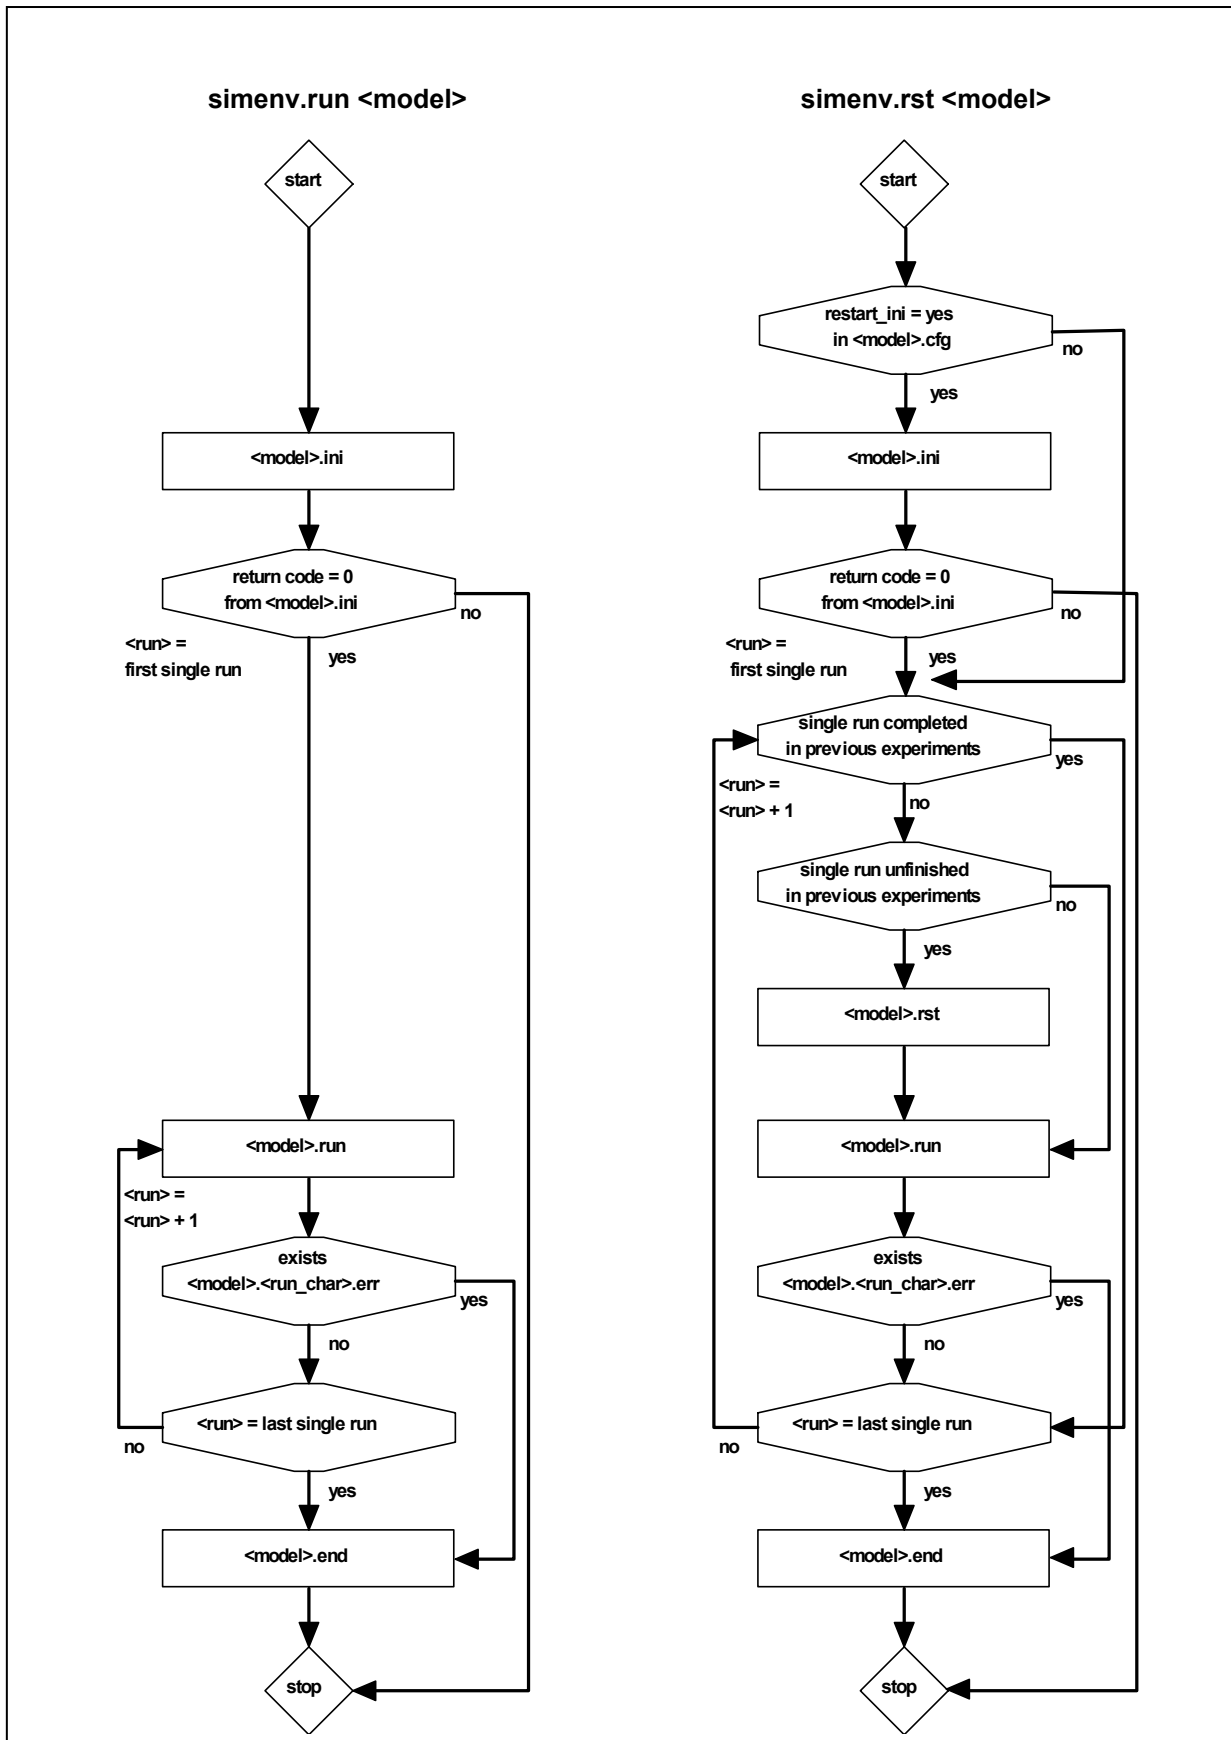 simenv.run <model>
start
<model>.ini
return code = 0
from <model>.ini
no
<run> =
first single run
yes
<model>.run
<run> =
<run> + 1
exists
<model>.<run_char>.err
yes
no
<run> = last single run
no
yes
<model>.end
stop
simenv.rst <model>
start
restart_ini = yes
in <model>.cfg
no
yes
<model>.ini
return code = 0
from <model>.ini
no
<run> =
first single run
yes
single run completed
in previous experiments
yes
<run> =
<run> + 1
no
single run unfinished
in previous experiments
no
yes
<model>.rst
<model>.run
exists
<model>.<run_char>.err
yes
no
<run> = last single run
no
yes
<model>.end
stop